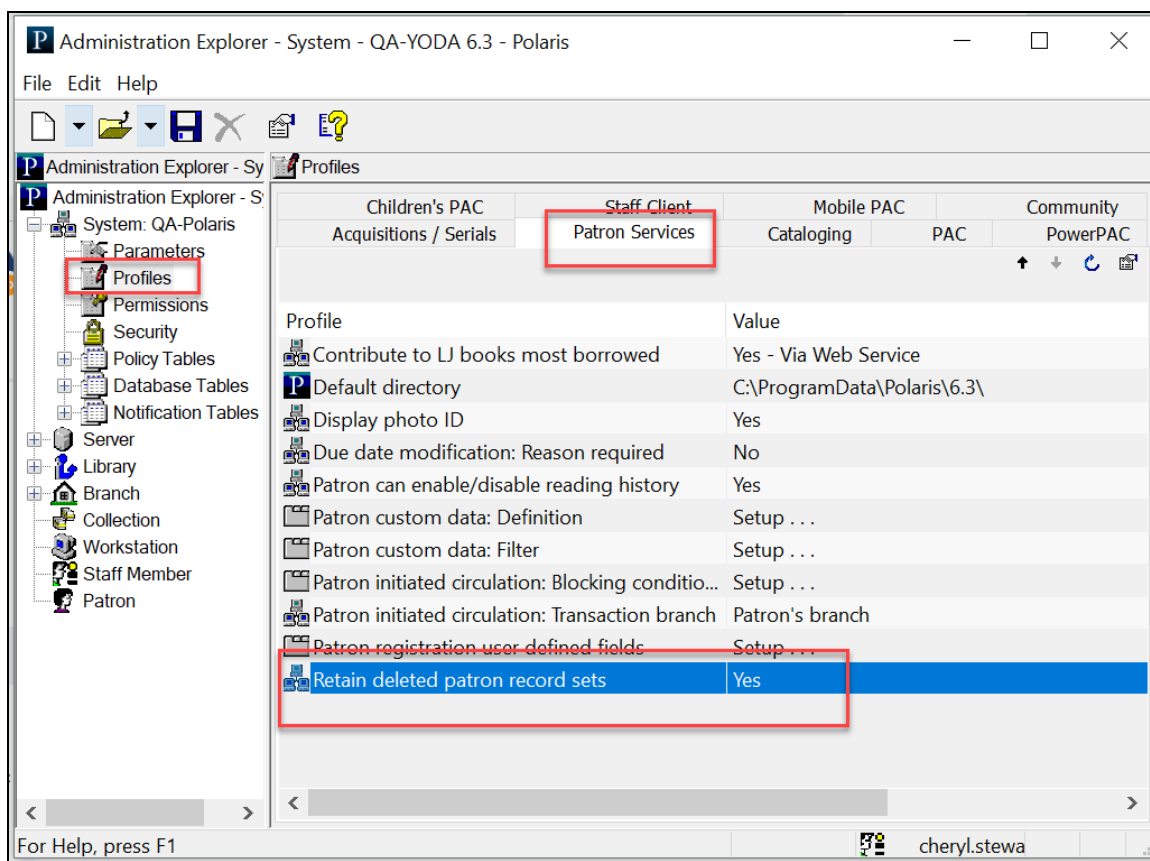 P Administration Explorer - System - QA-YODA 6.3 - Polaris
File Edit Help
P Administration Explorer - Sy
Profiles
P Administration Explorer - S
System: QA-Polaris
Parameters
Profiles
Permissions
Security
Policy Tables
Database Tables
Notification Tables
Server
Library
Branch
Collection
Workstation
Staff Member
Patron
Children's PAC Staff Client Mobile PAC Community
Acquisitions / Serials Patron Services Cataloging PAC PowerPAC
Profile Value
Contribute to LJ books most borrowed Yes - Via Web Service
P Default directory C:\ProgramData\Polaris\6.3\
Display photo ID Yes
Due date modification: Reason required No
Patron can enable/disable reading history Yes
Patron custom data: Definition Setup . . .
Patron custom data: Filter Setup . . .
Patron initiated circulation: Blocking conditio... Setup . . .
Patron initiated circulation: Transaction branch Patron's branch
Patron registration user defined fields Setup . . .
Retain deleted patron record sets Yes
For Help, press F1 cheryl.stewa